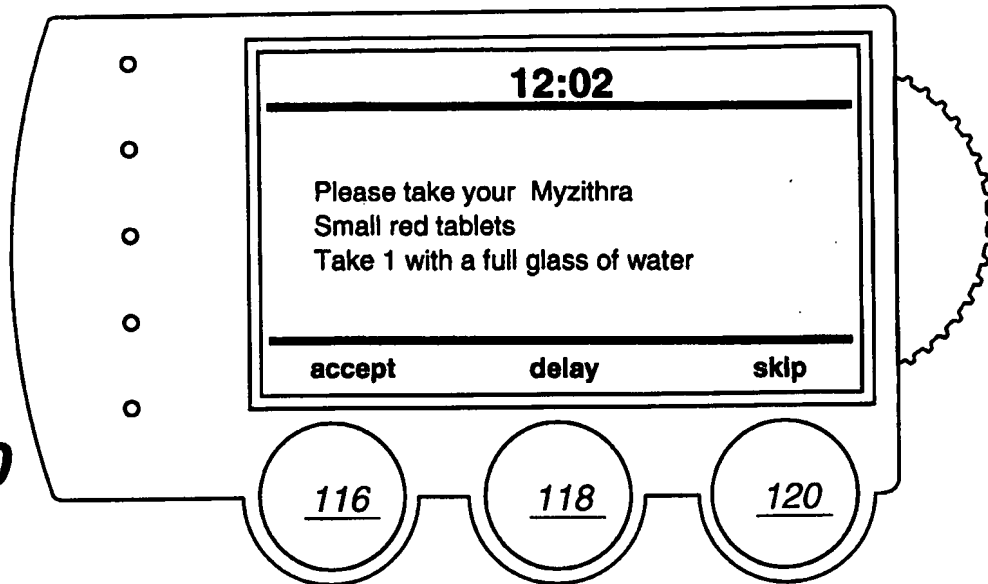 12:02
Please take your Myzithra
Small red tablets
Take 1 with a full glass of water
accept delay skip
116 118 120